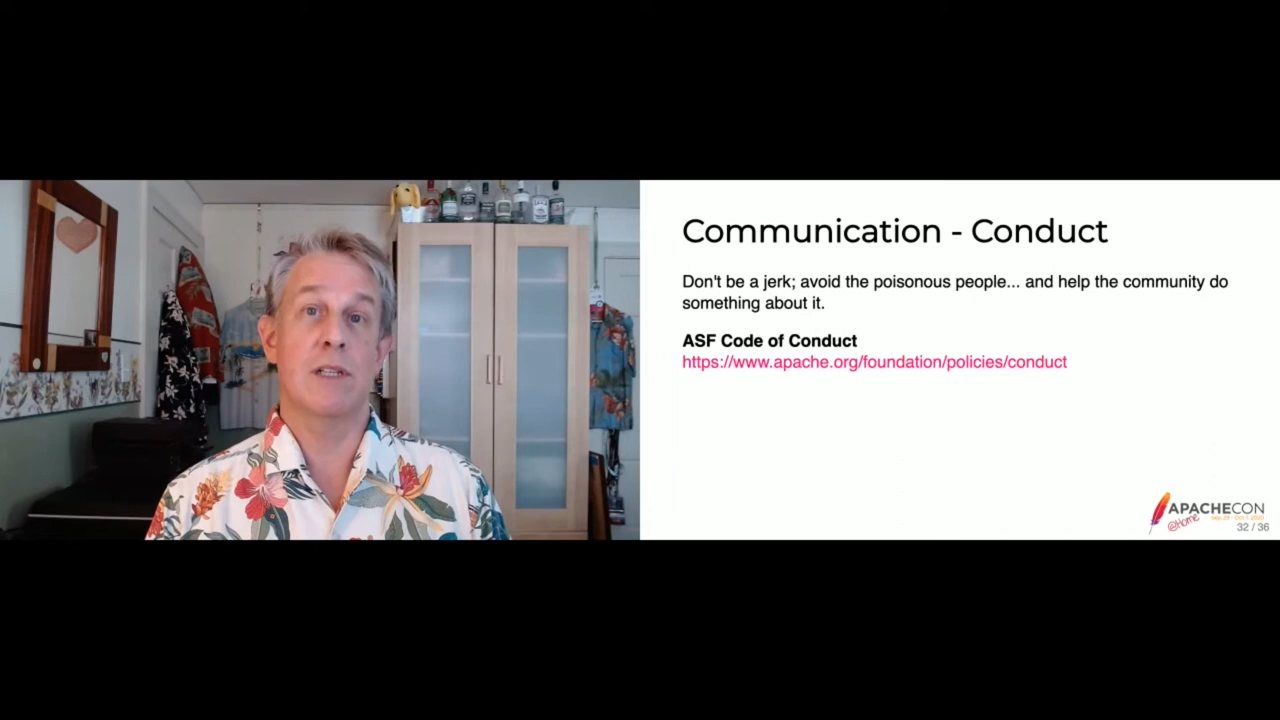 Communication - Conduct
Don't be a jerk; avoid the poisonous people... and help the community do
something about it.
ASF Code of Conduct
https://www.apache.org/foundation/policies/conduct
APACHECON
@Home
32 / 36